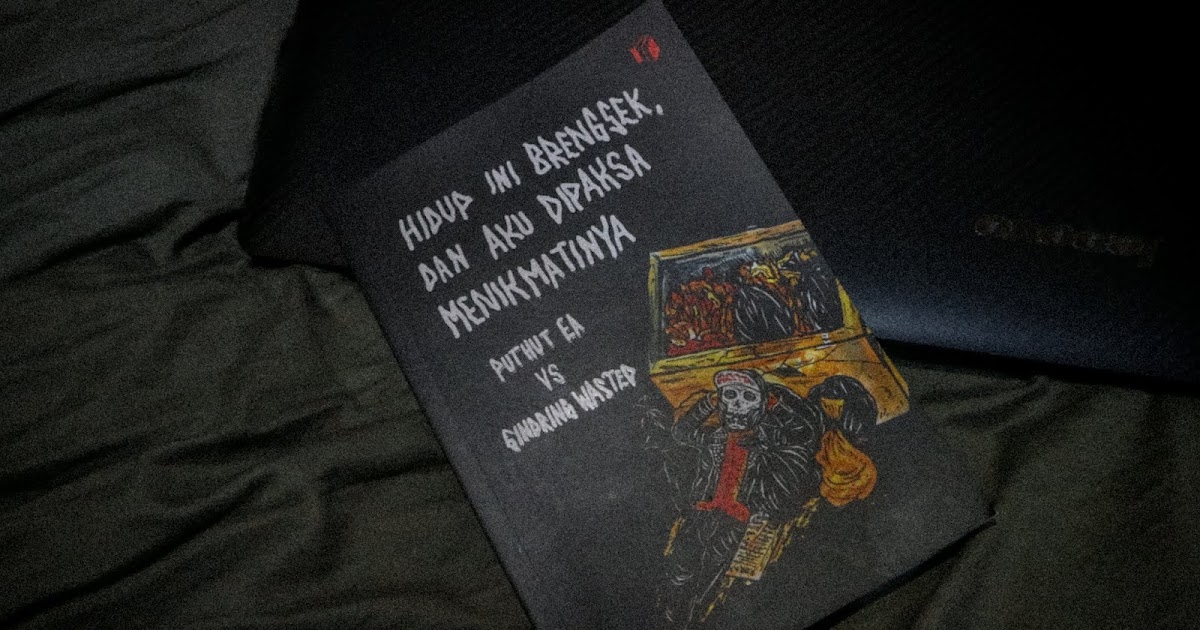 HIDUP INI BRENGSEK,
DAN AKU DIPAKSA
MENIKMATINYA
PUTHUT EA
VS
GINDRING WASTED